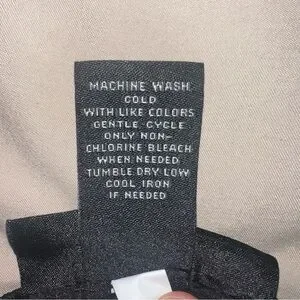 MACHINE WASH
COLD
WITH LIKE COLORS
GENTLE CYCLE
ONLY NON-
CHLORINE BLEACH
WHEN NEEDED
TUMBLE DRY LOW
COOL IRON
IF NEEDED